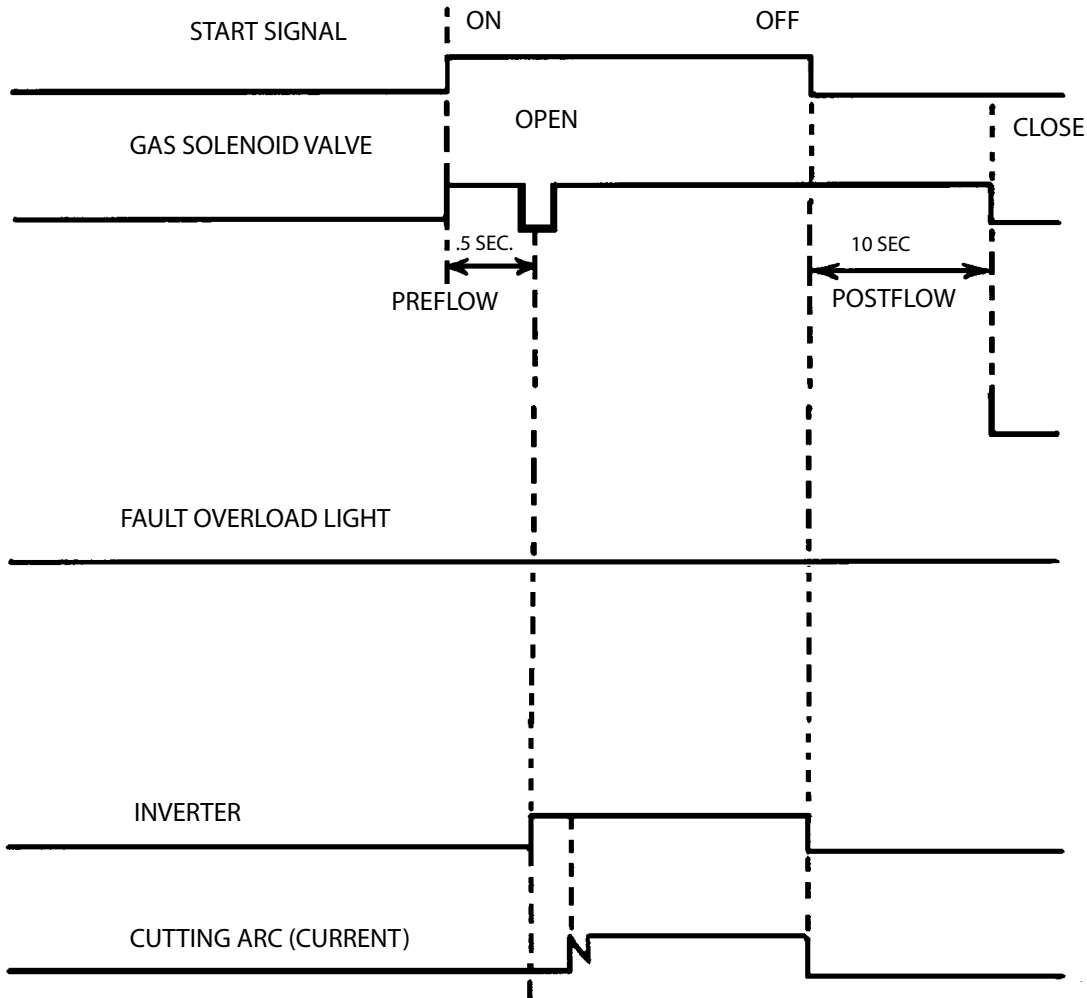 START SIGNAL
ON
OFF
GAS SOLENOID VALVE
OPEN
CLOSE
.5 SEC.
PREFLOW
10 SEC
POSTFLOW
FAULT OVERLOAD LIGHT
INVERTER
CUTTING ARC (CURRENT)